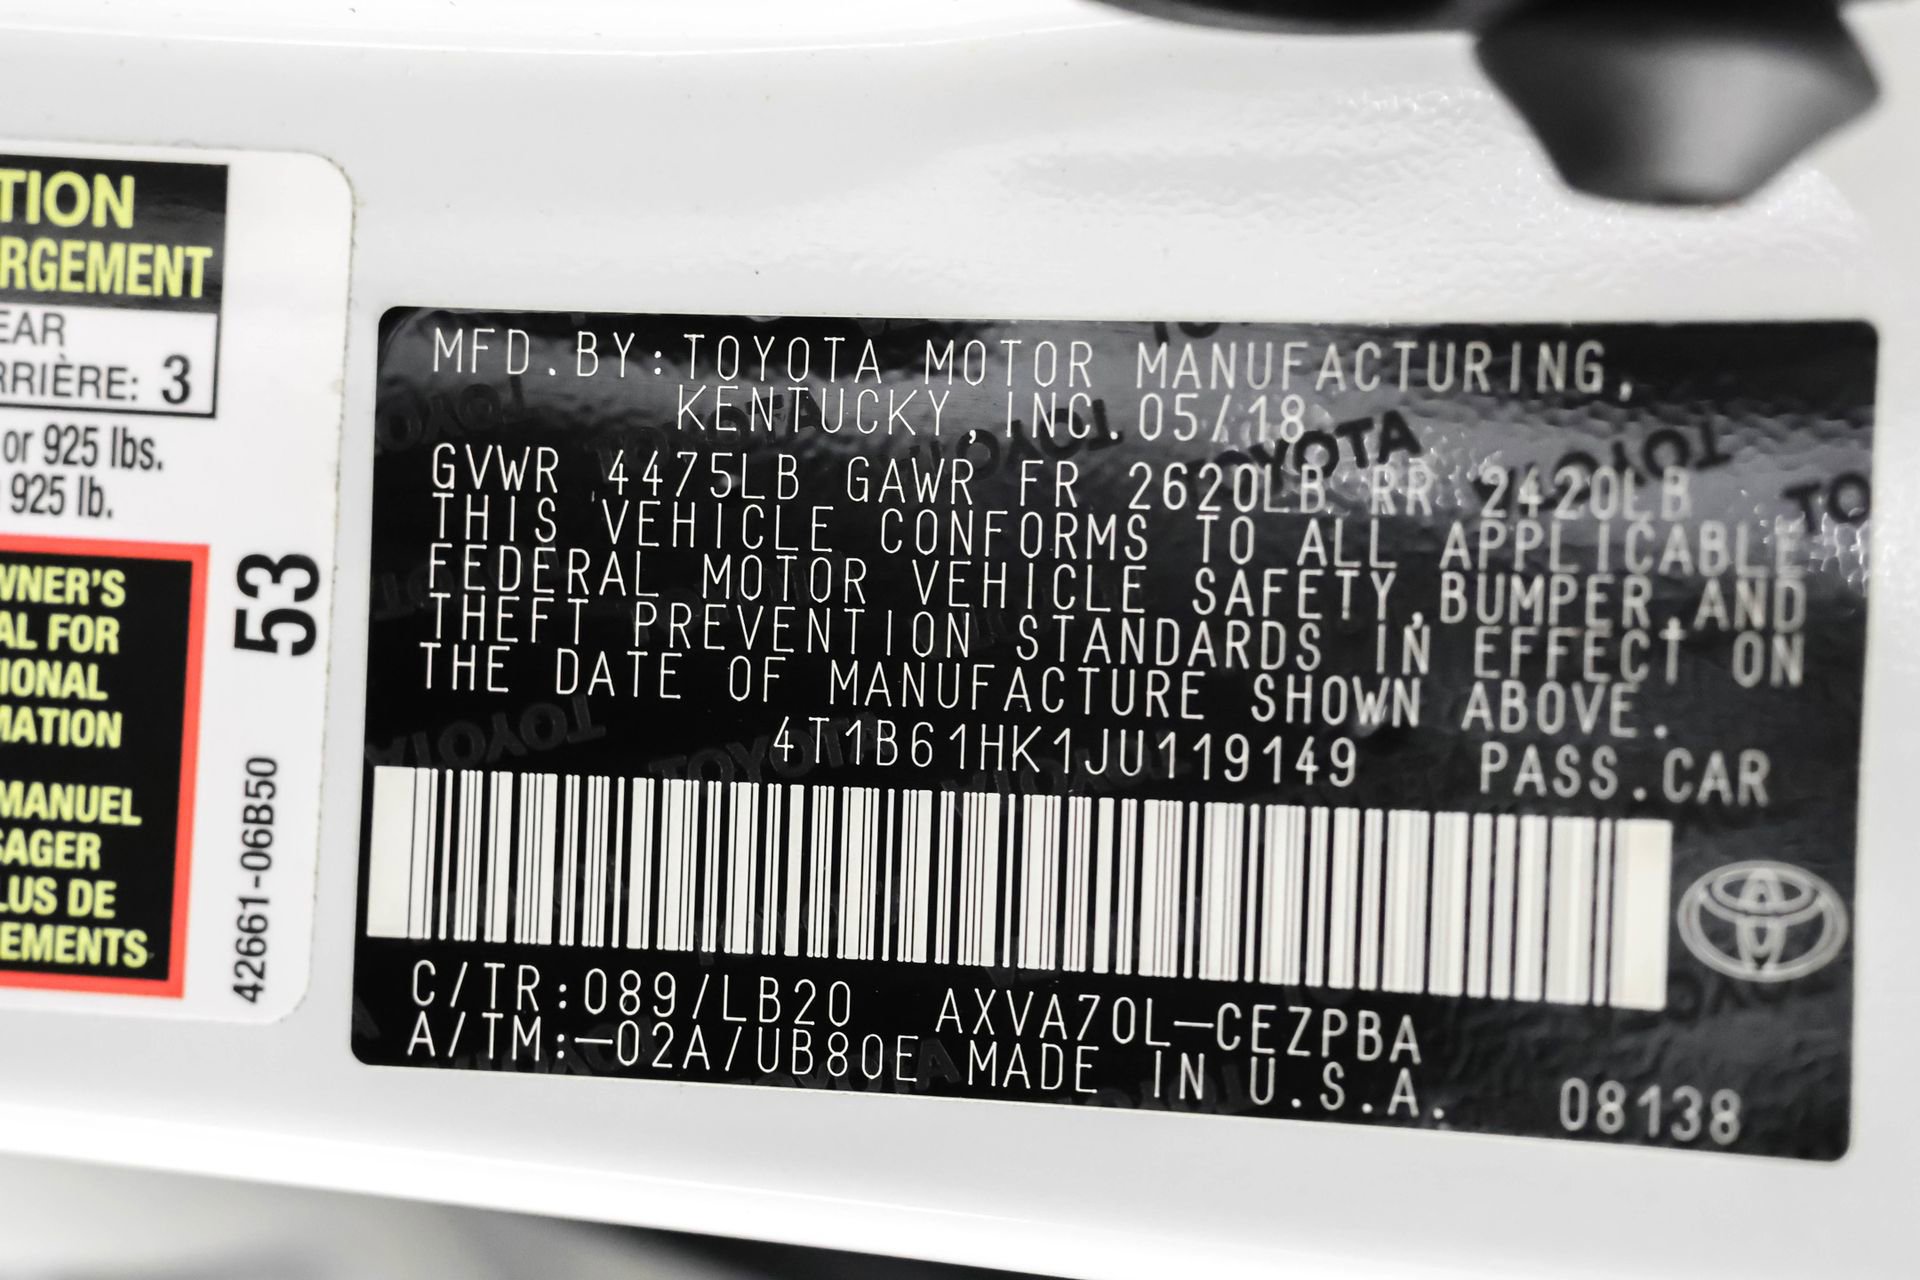 TION
RGEMENT
EAR
RRIÈRE: 3
or 925 lbs.
925 lb.
WNER'S
AL FOR
IONAL
MATION
MANUEL
SAGER
LUS DE
EMENTS
53
42661-06B50
MFD.BY:TOYOTA MOTOR MANUFACTURING,
KENTUCKY, INC.05/18
GVWR 4475LB GAWR FR 2620LB RR 2420LB
THIS VEHICLE CONFORMS TO ALL APPLICABLE
FEDERAL MOTOR VEHICLE SAFETY,BUMPER,AND
THEFT PREVENTION STANDARDS IN EFFECT ON
THE DATE OF MANUFACTURE SHOWN ABOVE.
4T1B61HK1JU119149 PASS.CAR
C/TR:089/LB20 AXVA70L-CEZPBA
A/TM:-02A/UB80E MADE IN U.S.A. 08138